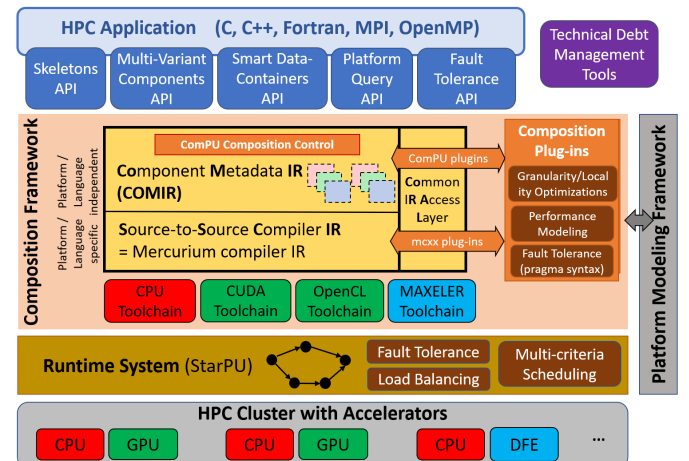 HPC Application (C, C++, Fortran, MPI, OpenMP)
Skeletons
API
Multi-Variant
Components
API
Smart Data-
Containers
API
Platform
Query
API
Fault
Tolerance
API
Technical Debt
Management
Tools
Composition Framework
Platform /
Language
independent
Platform /
Language
specific
ComPU Composition Control
Component Metadata IR
(COMIR)
Source-to-Source Compiler IR
= Mercurium compiler IR
Common
IR Access
Layer
ComPU plugins
mcxx plug-ins
Composition
Plug-ins
Granularity/Local
ity Optimizations
Performance
Modeling
Fault Tolerance
(pragma syntax)
Platform Modeling Framework
CPU
Toolchain
CUDA
Toolchain
OpenCL
Toolchain
MAXELER
Toolchain
Runtime System (StarPU)
Fault Tolerance
Load Balancing
Multi-criteria
Scheduling
HPC Cluster with Accelerators
CPU
GPU
CPU
GPU
CPU
DFE
...